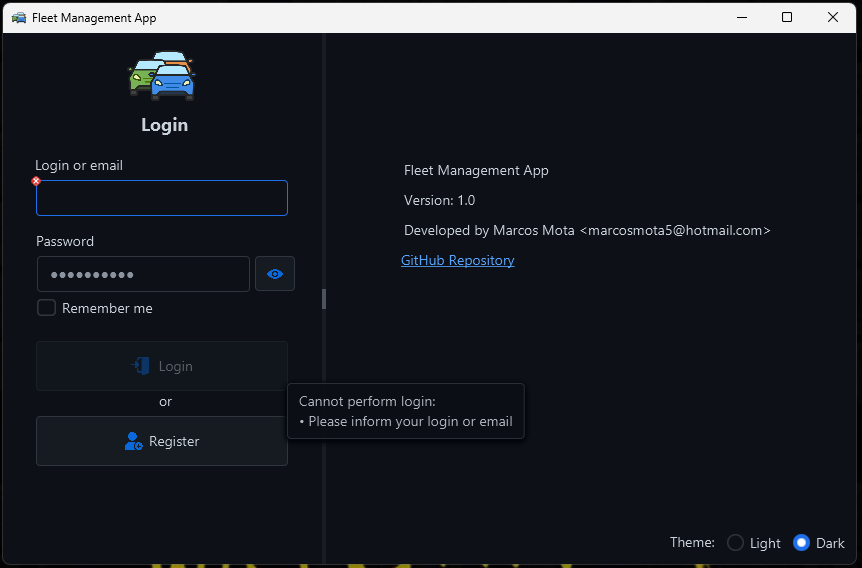 Fleet Management App
Login
Login or email
Password
Remember me
Login
or
Register
Cannot perform login:
• Please inform your login or email
Fleet Management App
Version: 1.0
Developed by Marcos Mota <marcosmota5@hotmail.com>
GitHub Repository
Theme: Light Dark